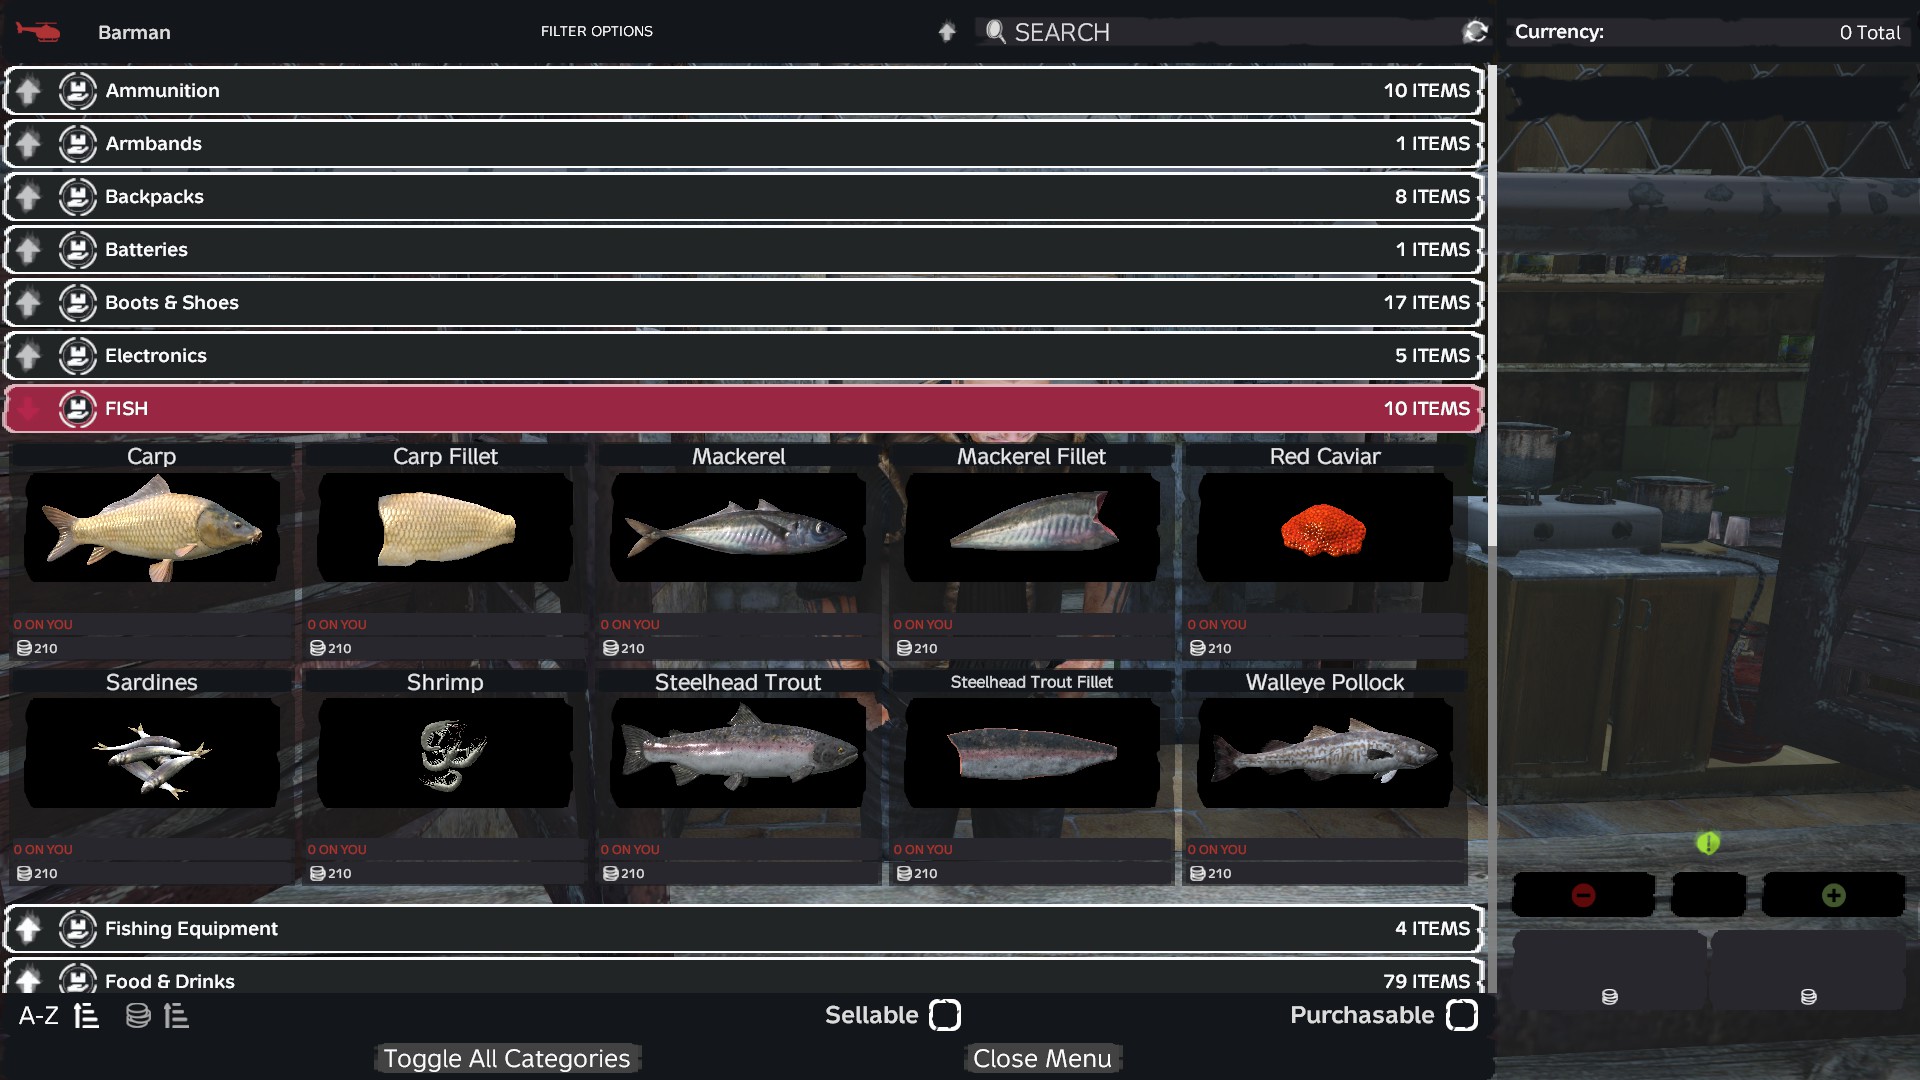 Barman
FILTER OPTIONS
SEARCH
Currency:
0 Total
Ammunition
10 ITEMS
Armbands
1 ITEMS
Backpacks
8 ITEMS
Batteries
1 ITEMS
Boots & Shoes
17 ITEMS
Electronics
5 ITEMS
FISH
10 ITEMS
Carp
Carp Fillet
Mackerel
Mackerel Fillet
Red Caviar
0 ON YOU
0 ON YOU
0 ON YOU
0 ON YOU
0 ON YOU
210
210
210
210
210
Sardines
Shrimp
Steelhead Trout
Steelhead Trout Fillet
Walleye Pollock
0 ON YOU
0 ON YOU
0 ON YOU
0 ON YOU
0 ON YOU
210
210
210
210
210
Fishing Equipment
4 ITEMS
Food & Drinks
79 ITEMS
A-Z
Sellable
Purchasable
Toggle All Categories
Close Menu